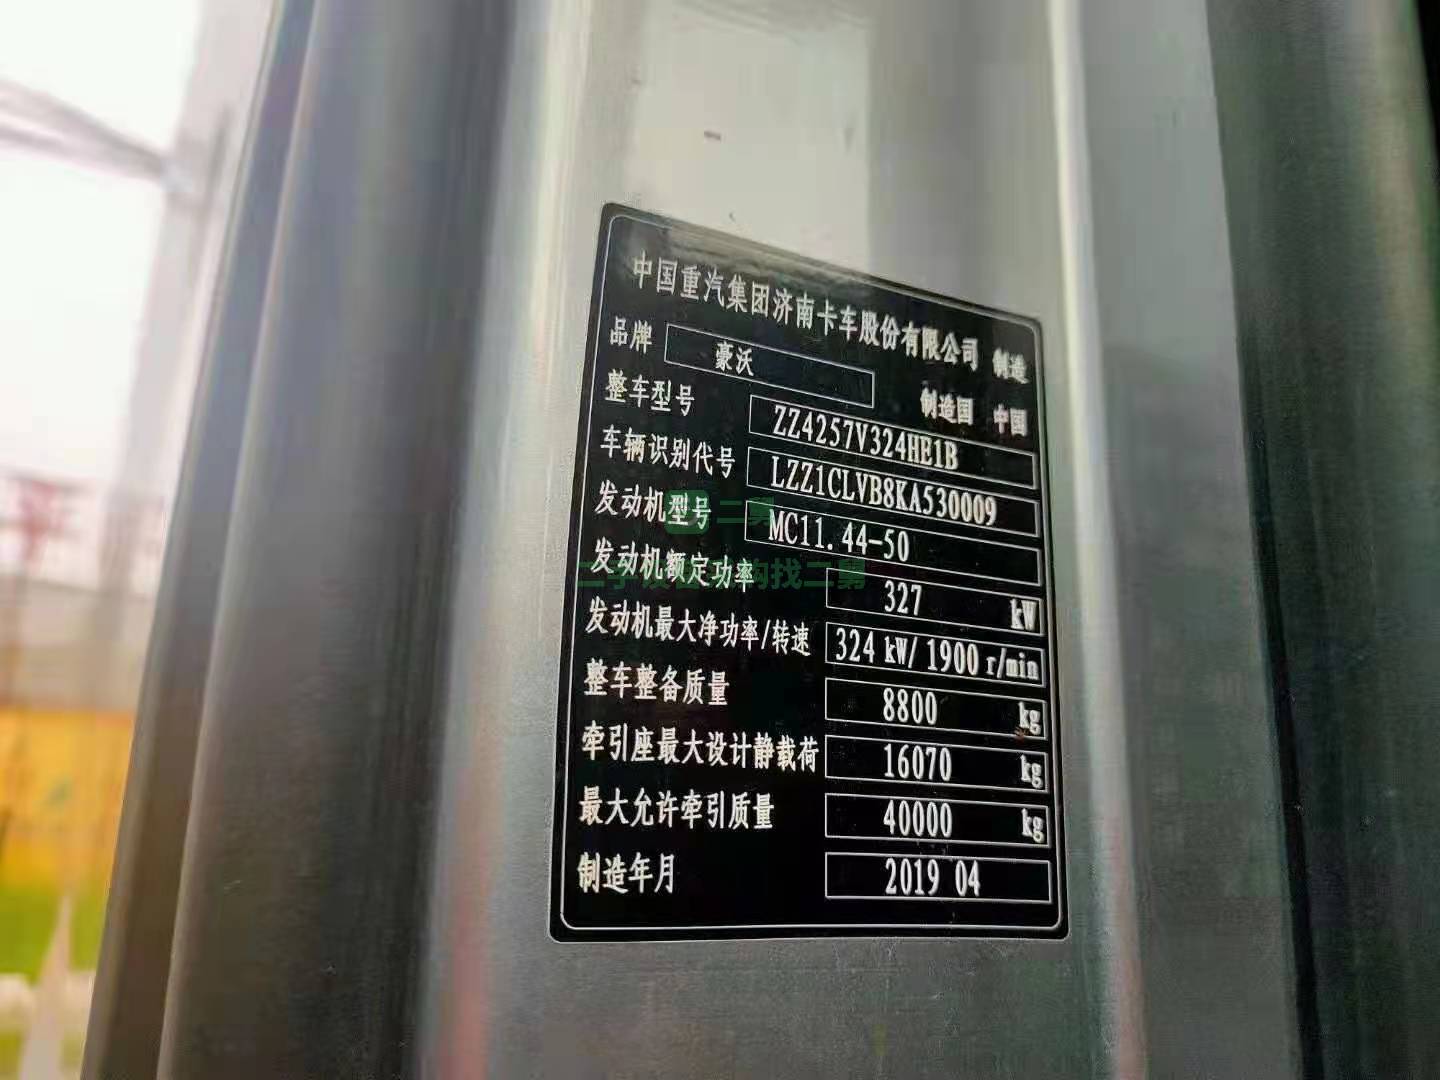 中国重汽集团济南卡车股份有限公司 制造
品牌 豪沃 制造国 中国
整车型号 ZZ4257V324HE1B
车辆识别代号 LZZ1CLVB8KA530009
发动机型号 MC11.44-50
发动机额定功率 327 kW
发动机最大净功率/转速 324 kW/ 1900 r/min
整车整备质量 8800 kg
牵引座最大设计静载荷 16070 kg
最大允许牵引质量 40000 kg
制造年月 2019 04
二舅